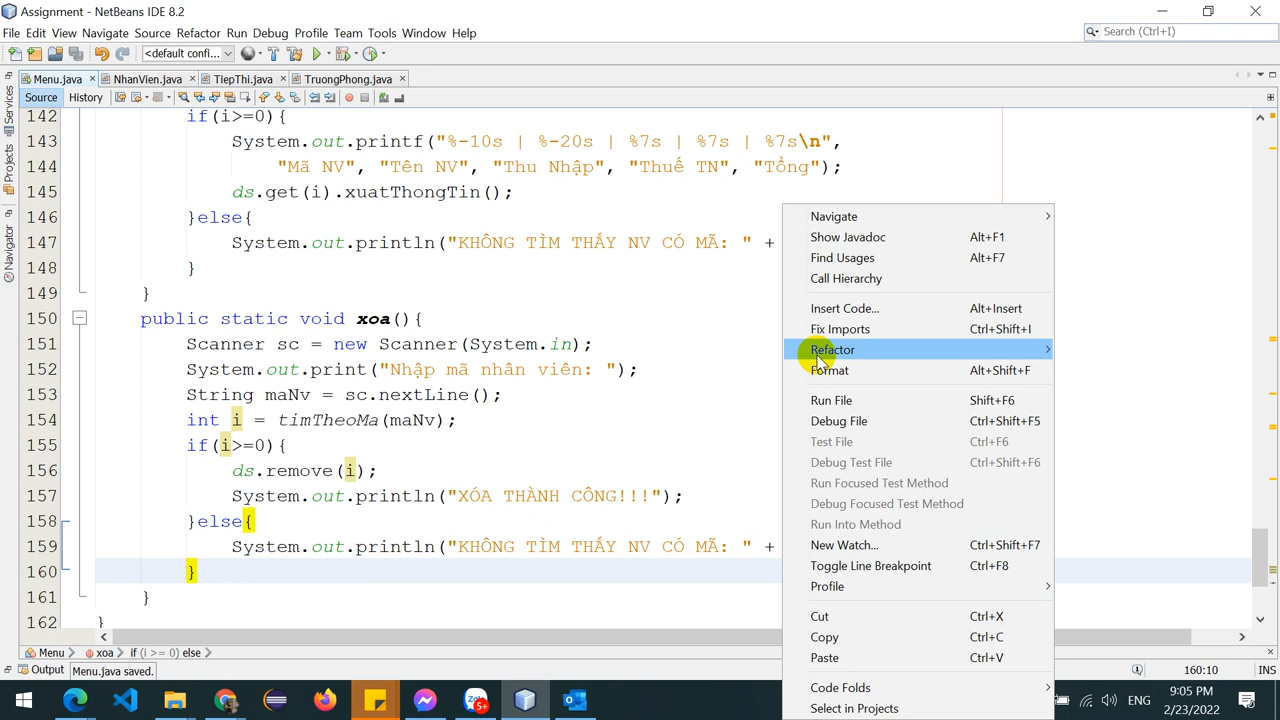 Assignment - NetBeans IDE 8.2
File Edit View Navigate Source Refactor Run Debug Profile Team Tools Window Help
Search (Ctrl+I)
<default confi...
Menu.java NhanVien.java TiepThi.java TruongPhong.java
Source History
Services
Projects
Navigator
142 if(i>=0){
143 System.out.printf("%-10s | %-20s | %7s | %7s | %7s\n",
144 "Mã NV", "Tên NV", "Thu Nhập", "Thuế TN", "Tổng");
145 ds.get(i).xuatThongTin();
146 }else{
147 System.out.println("KHÔNG TÌM THẤY NV CÓ MÃ: " +
148 }
149 }
150 public static void xoa(){
151 Scanner sc = new Scanner(System.in);
152 System.out.print("Nhập mã nhân viên: ");
153 String maNv = sc.nextLine();
154 int i = timTheoMa(maNv);
155 if(i>=0){
156 ds.remove(i);
157 System.out.println("XÓA THÀNH CÔNG!!!");
158 }else{
159 System.out.println("KHÔNG TÌM THẤY NV CÓ MÃ: " +
160 }
161 }
162 }
Navigate
Show Javadoc Alt+F1
Find Usages Alt+F7
Call Hierarchy
Insert Code... Alt+Insert
Fix Imports Ctrl+Shift+I
Refactor
Format Alt+Shift+F
Run File Shift+F6
Debug File Ctrl+Shift+F5
Test File Ctrl+F6
Debug Test File Ctrl+Shift+F6
Run Focused Test Method
Debug Focused Test Method
Run Into Method
New Watch... Ctrl+Shift+F7
Toggle Line Breakpoint Ctrl+F8
Profile
Cut Ctrl+X
Copy Ctrl+C
Paste Ctrl+V
Code Folds
Select in Projects
Menu xoa if (i >= 0) else
Output Menu.java saved. 160:10 INS
5+
ENG
9:05 PM
2/23/2022